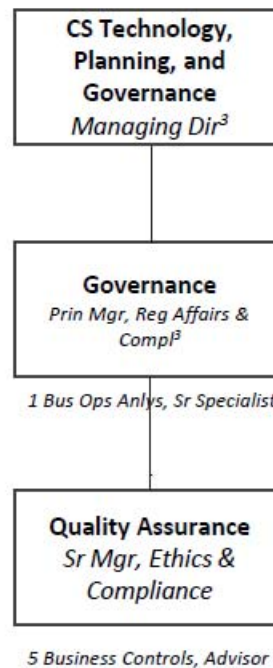 CS Technology,
Planning, and
Governance
Managing Dir³
Governance
Prin Mgr, Reg Affairs &
Compl³
1 Bus Ops Anlys, Sr Specialist
Quality Assurance
Sr Mgr, Ethics &
Compliance
5 Business Controls, Advisor